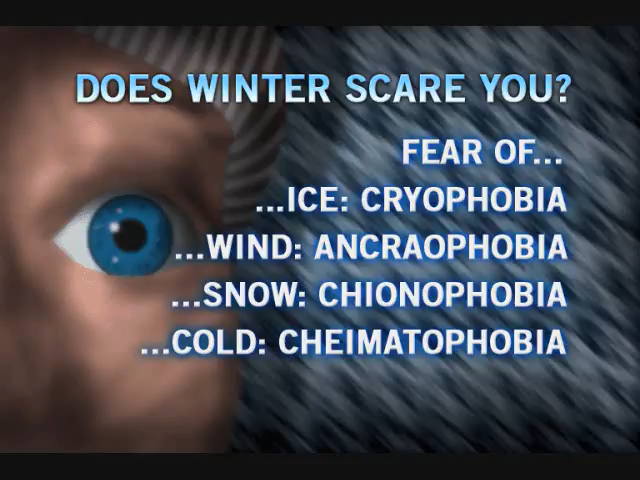 DOES WINTER SCARE YOU?
FEAR OF...
...ICE: CRYOPHOBIA
...WIND: ANCRAOPHOBIA
...SNOW: CHIONOPHOBIA
...COLD: CHEIMATOPHOBIA